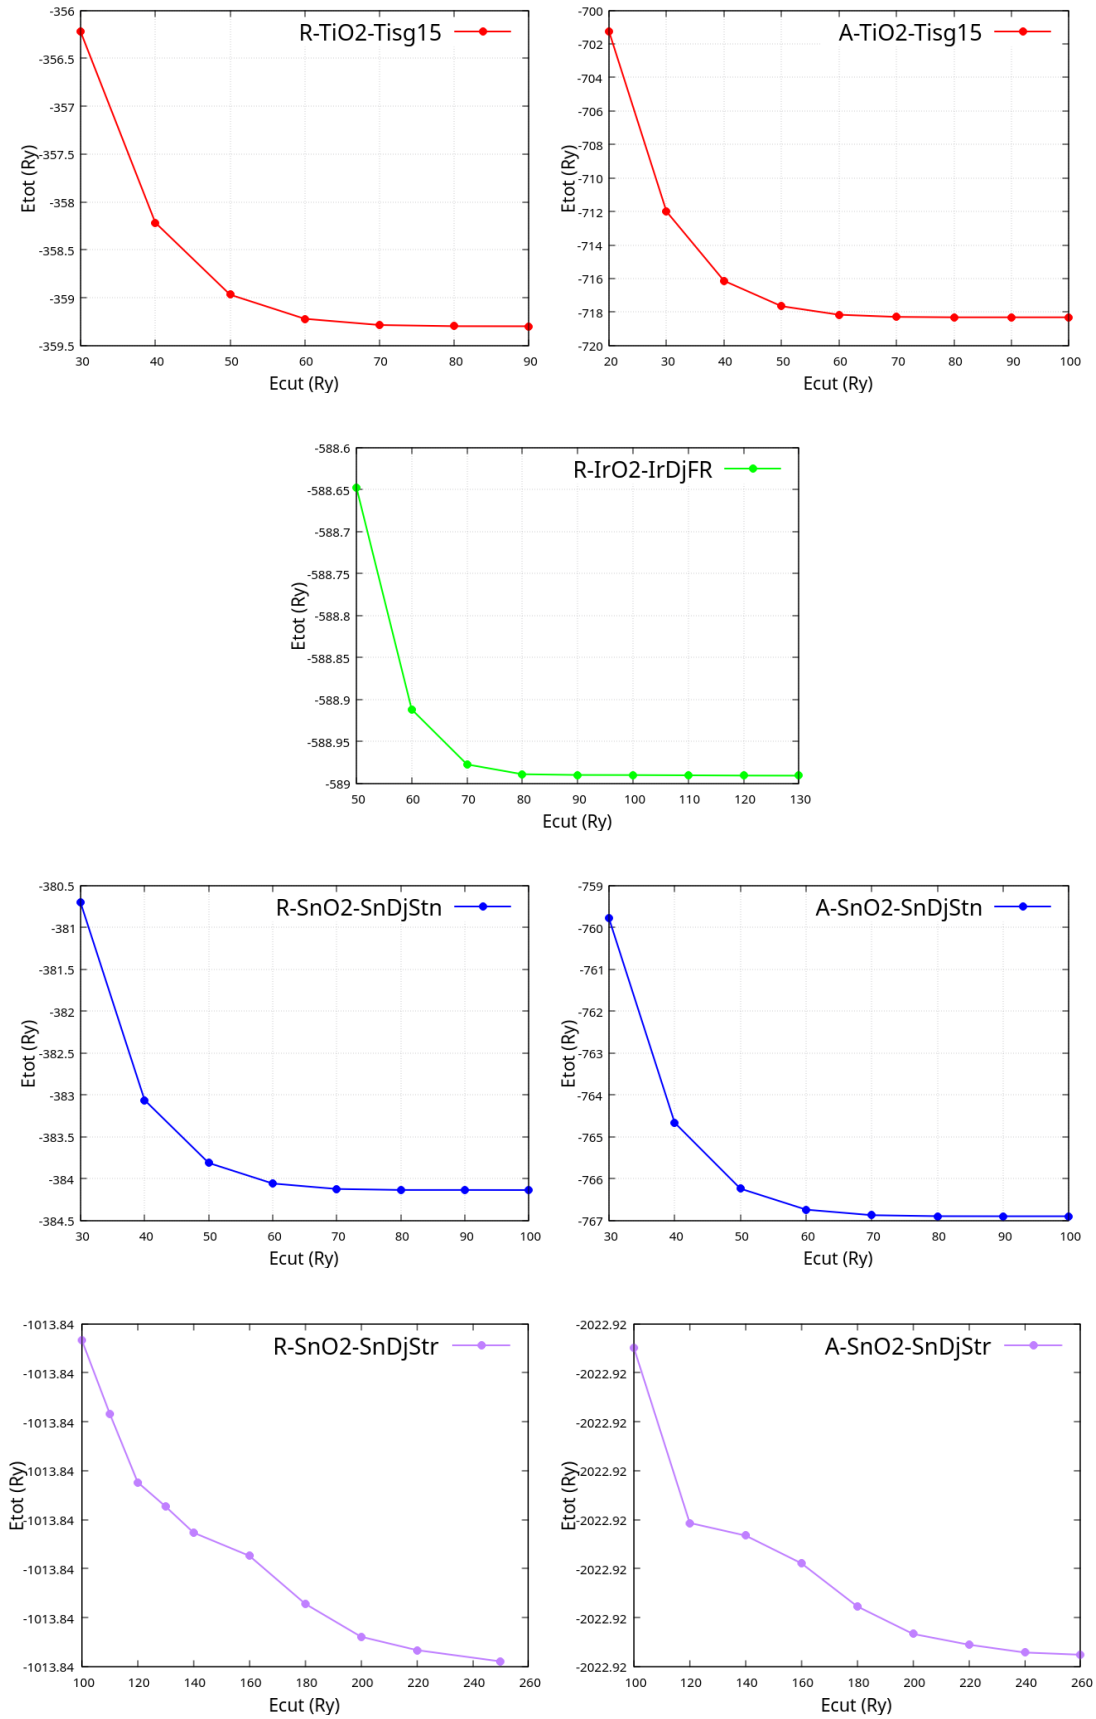 -356
-356.5
-357
-357.5
-358
-358.5
-359
-359.5
30 40 50 60 70 80 90
Etot (Ry)
Ecut (Ry)
R-TiO2-Tisg15
-700
-702
-704
-706
-708
-710
-712
-714
-716
-718
-720
20 30 40 50 60 70 80 90 100
Etot (Ry)
Ecut (Ry)
A-TiO2-Tisg15
-588.6
-588.65
-588.7
-588.75
-588.8
-588.85
-588.9
-588.95
-589
50 60 70 80 90 100 110 120 130
Etot (Ry)
Ecut (Ry)
R-IrO2-IrDjFR
-380.5
-381
-381.5
-382
-382.5
-383
-383.5
-384
-384.5
30 40 50 60 70 80 90 100
Etot (Ry)
Ecut (Ry)
R-SnO2-SnDjStn
-759
-760
-761
-762
-763
-764
-765
-766
-767
30 40 50 60 70 80 90 100
Etot (Ry)
Ecut (Ry)
A-SnO2-SnDjStn
-1013.84
-1013.84
-1013.84
-1013.84
-1013.84
-1013.84
-1013.84
-1013.84
100 120 140 160 180 200 220 240 260
Etot (Ry)
Ecut (Ry)
R-SnO2-SnDjStr
-2022.92
-2022.92
-2022.92
-2022.92
-2022.92
-2022.92
-2022.92
-2022.92
100 120 140 160 180 200 220 240 260
Etot (Ry)
Ecut (Ry)
A-SnO2-SnDjStr